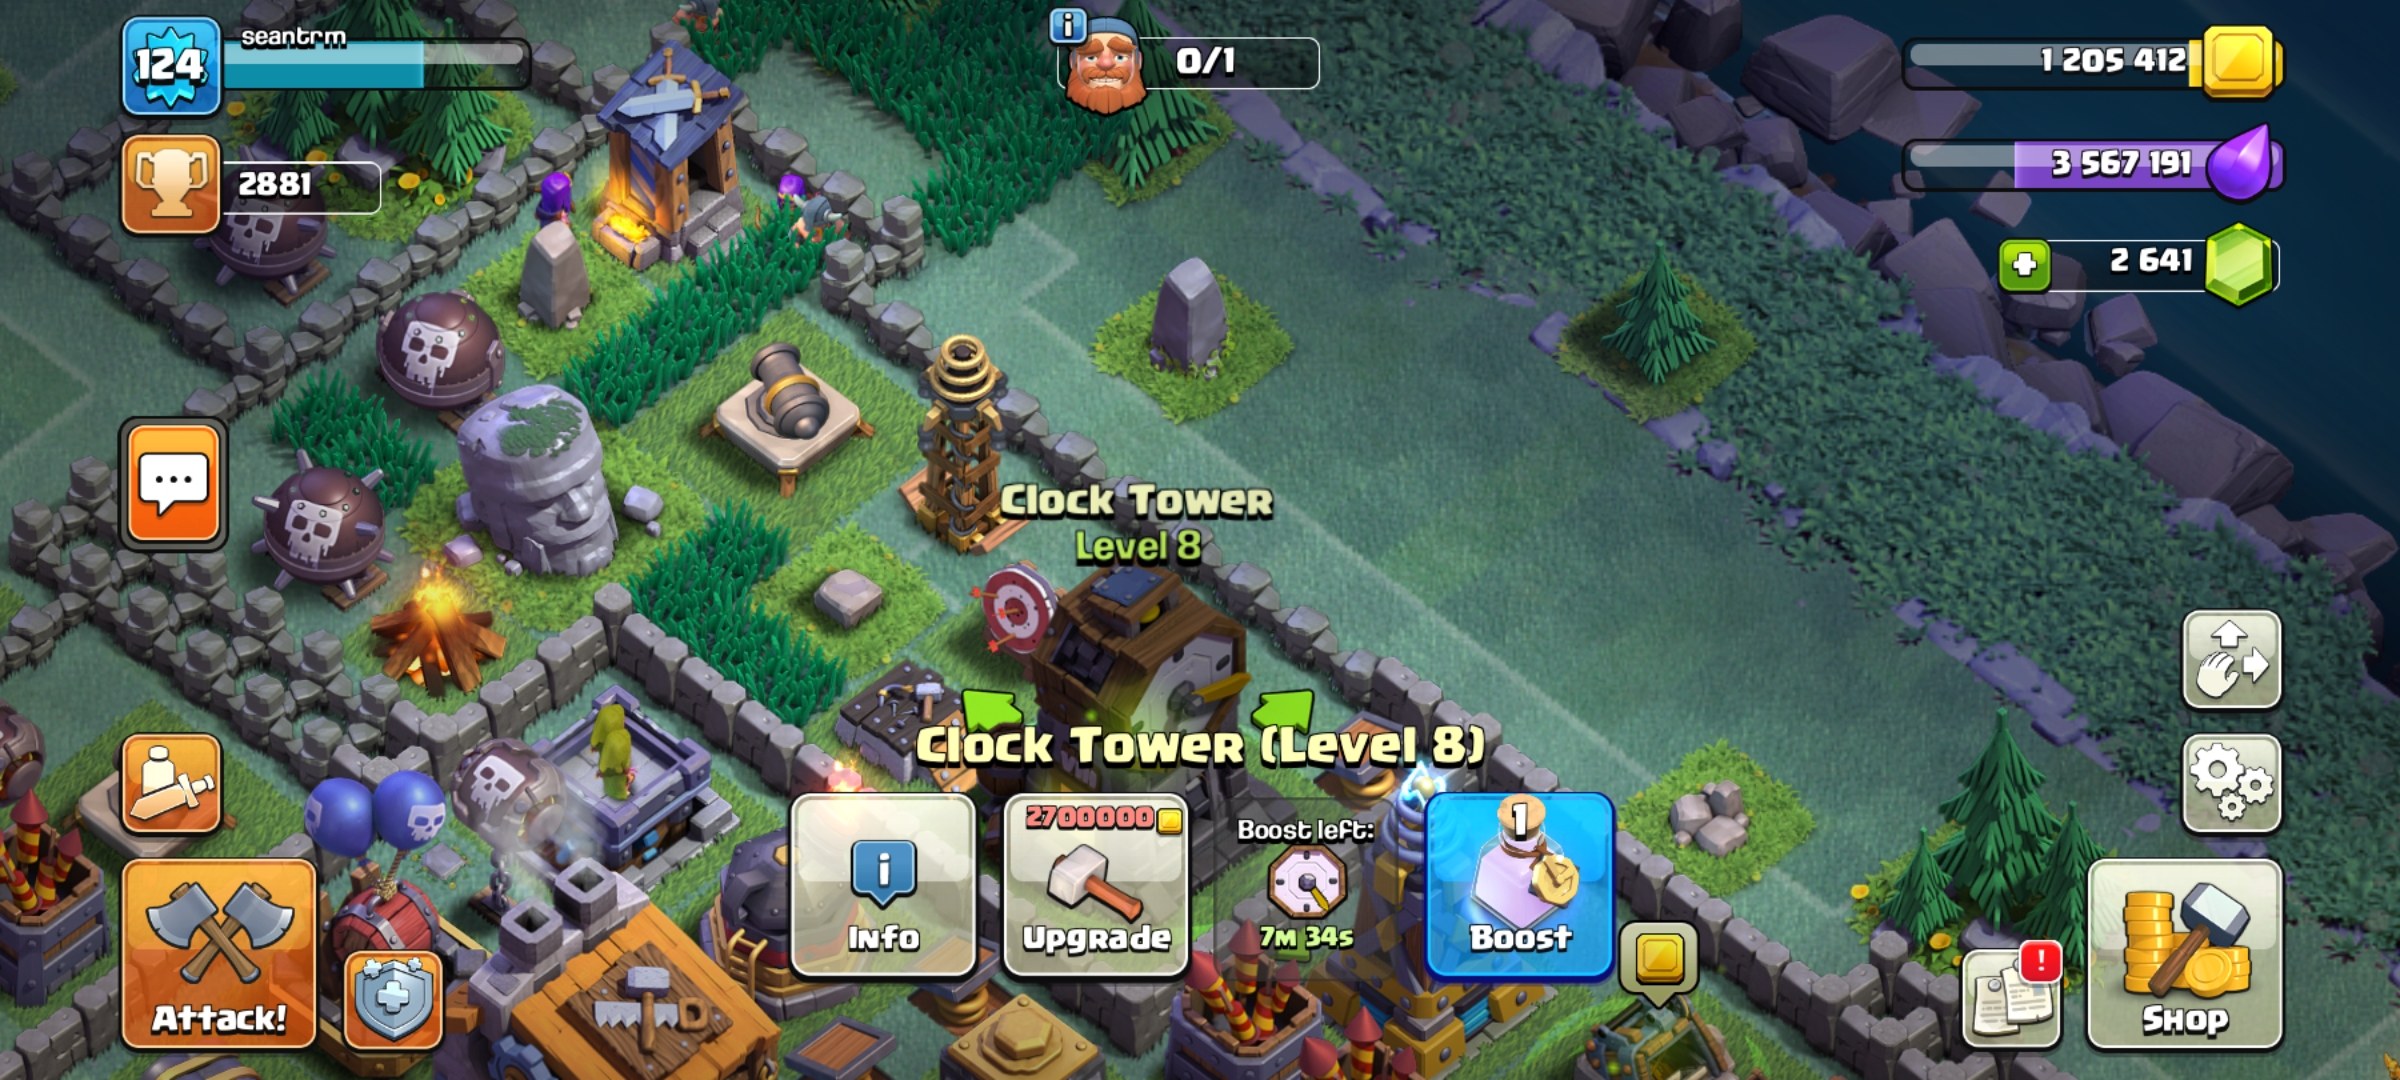 124
seantrm
0/1
1 205 412
2881
3 567 191
2 641
Clock Tower
Level 8
Clock Tower (Level 8)
Info
2700000
Upgrade
Boost left:
7M 34s
1
Boost
Attack!
!
Shop